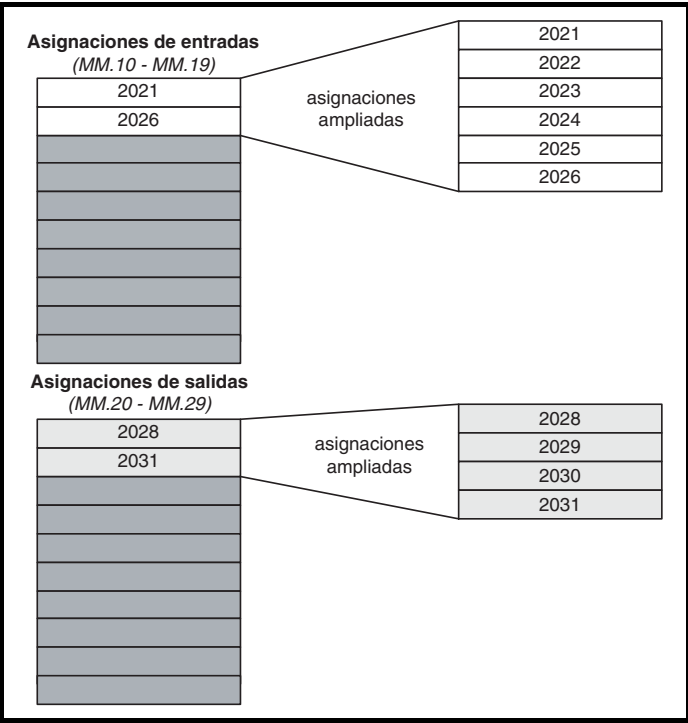 Asignaciones de entradas
(MM.10 - MM.19)
2021
2026
asignaciones
ampliadas
2021
2022
2023
2024
2025
2026
Asignaciones de salidas
(MM.20 - MM.29)
2028
2031
asignaciones
ampliadas
2028
2029
2030
2031